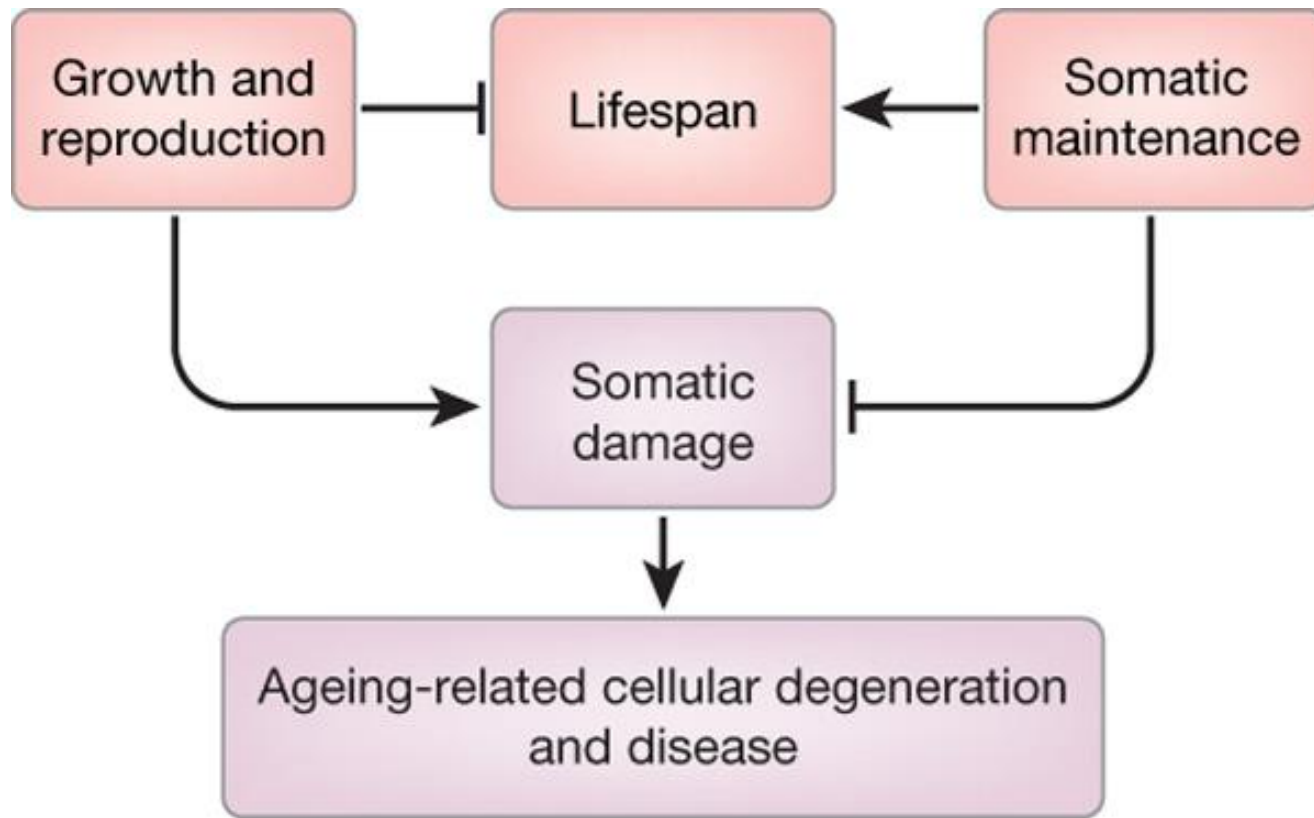 Growth and
reproduction
Lifespan
Somatic
maintenance
Somatic
damage
Ageing-related cellular degeneration
and disease